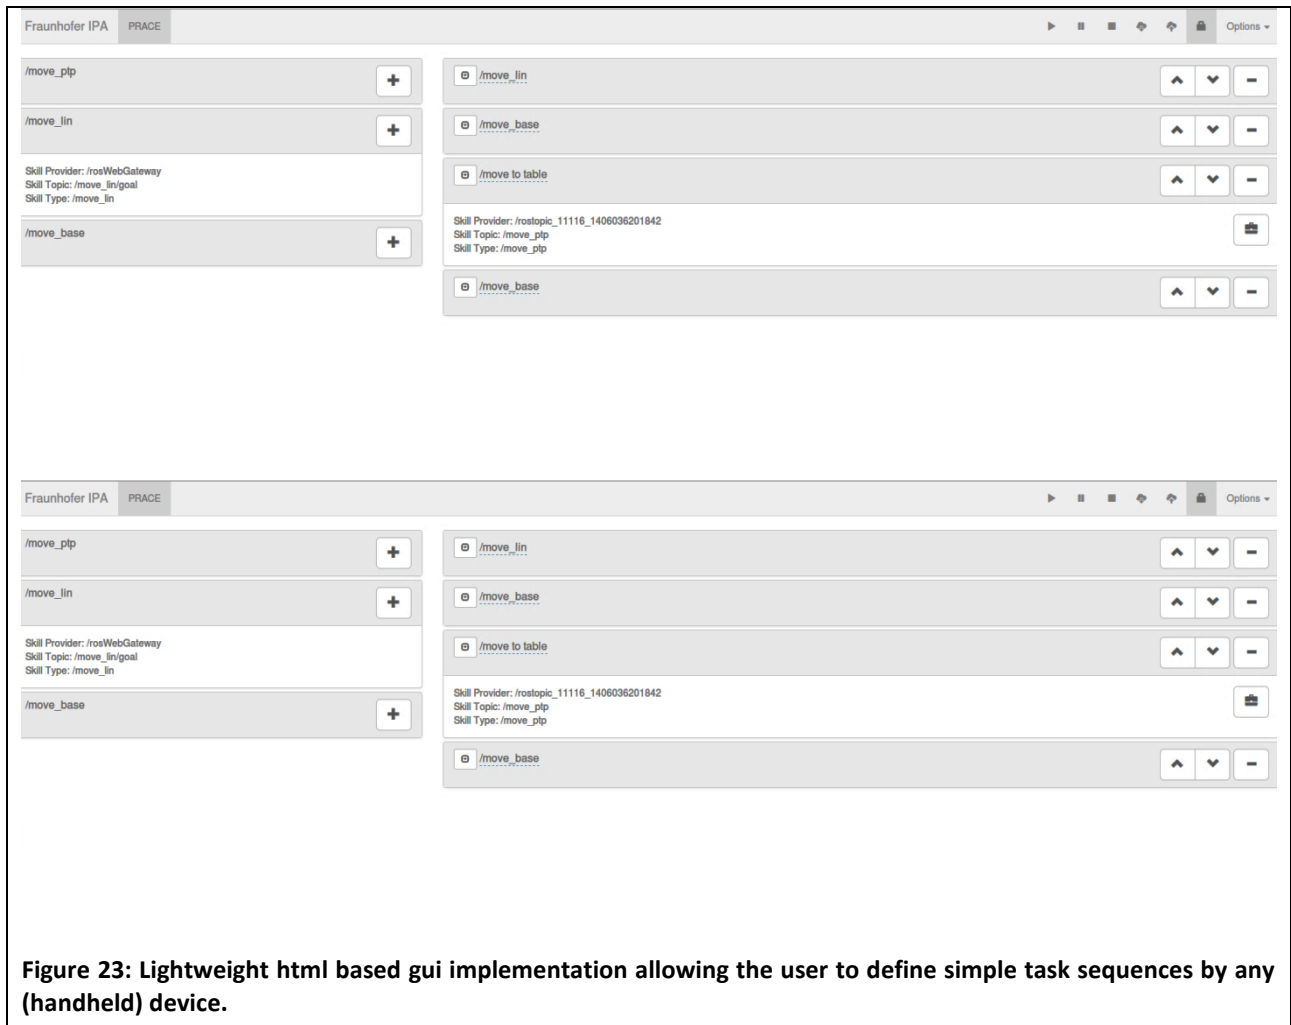 Fraunhofer IPA PRACE Options
/move_ptp
/move_lin
Skill Provider: /rosWebGateway
Skill Topic: /move_lin/goal
Skill Type: /move_lin
/move_base
/move_lin
/move_base
/move to table
Skill Provider: /rostopic_11116_1406036201842
Skill Topic: /move_ptp
Skill Type: /move_ptp
/move_base
Fraunhofer IPA PRACE Options
/move_ptp
/move_lin
Skill Provider: /rosWebGateway
Skill Topic: /move_lin/goal
Skill Type: /move_lin
/move_base
/move_lin
/move_base
/move to table
Skill Provider: /rostopic_11116_1406036201842
Skill Topic: /move_ptp
Skill Type: /move_ptp
/move_base
Figure 23: Lightweight html based gui implementation allowing the user to define simple task sequences by any
(handheld) device.